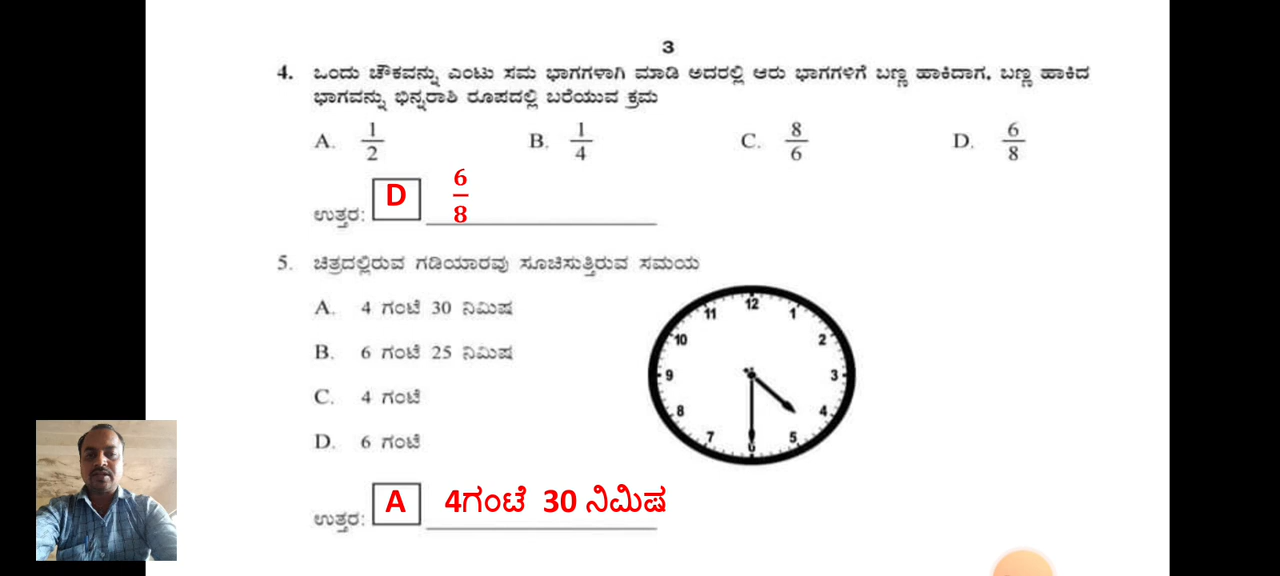 3
4. ಒಂದು ಚೌಕವನ್ನು ಎಂಟು ಸಮ ಭಾಗಗಳಾಗಿ ಮಾಡಿ ಅದರಲ್ಲಿ ಆರು ಭಾಗಗಳಿಗೆ ಬಣ್ಣ ಹಾಕಿದಾಗ, ಬಣ್ಣ ಹಾಕಿದ
ಭಾಗವನ್ನು ಭಿನ್ನರಾಶಿ ರೂಪದಲ್ಲಿ ಬರೆಯುವ ಕ್ರಮ
A. 1/2 B. 1/4 C. 8/6 D. 6/8
ಉತ್ತರ: D 6/8
5. ಚಿತ್ರದಲ್ಲಿರುವ ಗಡಿಯಾರವು ಸೂಚಿಸುತ್ತಿರುವ ಸಮಯ
A. 4 ಗಂಟೆ 30 ನಿಮಿಷ
B. 6 ಗಂಟೆ 25 ನಿಮಿಷ
C. 4 ಗಂಟೆ
D. 6 ಗಂಟೆ
12
11 1
10 2
9 3
8 4
7 5
6
ಉತ್ತರ: A 4ಗಂಟೆ 30 ನಿಮಿಷ